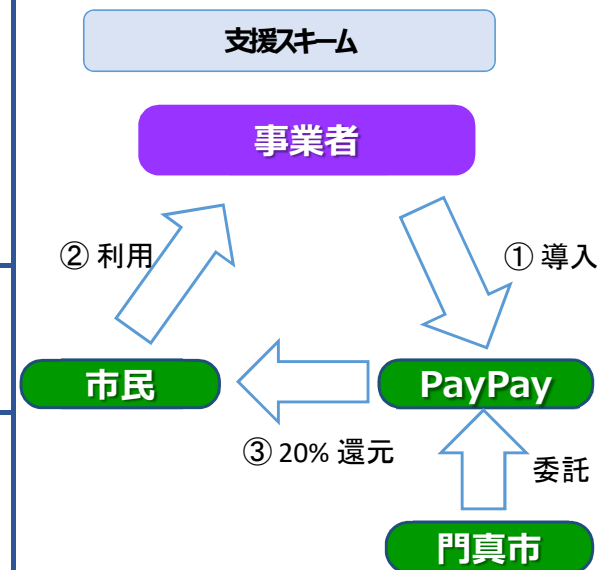 支援スキーム
事業者
② 利用
① 導入
市民
PayPay
③ 20% 還元
委託
門真市